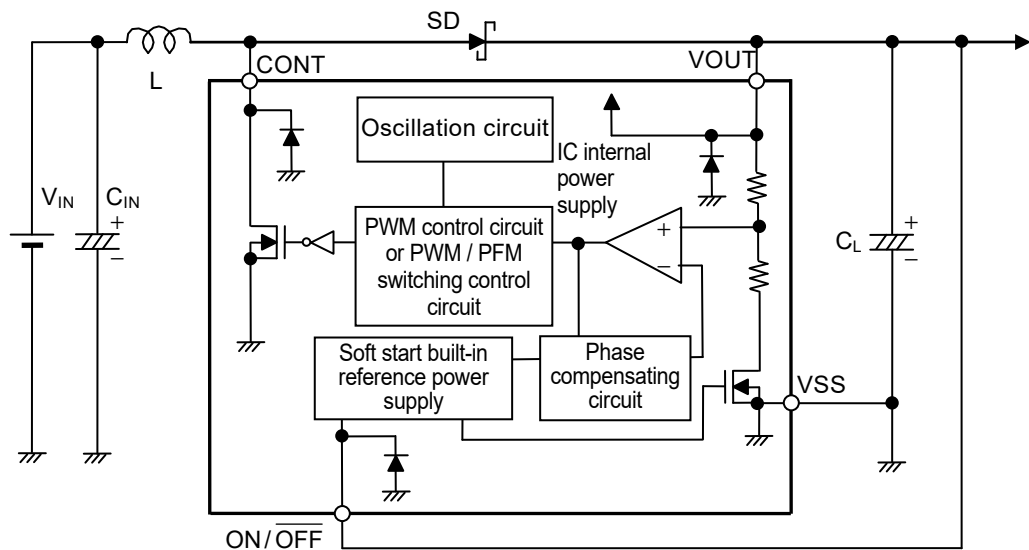 SD
CONT
VOUT
L
Oscillation circuit
IC internal
power
supply
VIN
CIN
+
−
PWM control circuit
or PWM / PFM
switching control
circuit
+
−
CL
+
−
Soft start built-in
reference power
supply
Phase
compensating
circuit
VSS
ON/OFF